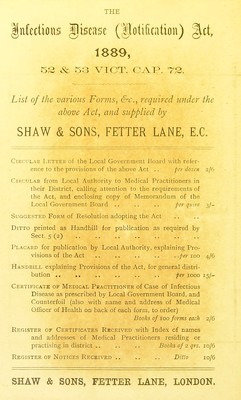 THE
Infectious Disease (Notification) Act,
1889,
52 & 53 VICT. CAP. 72.
List of the various Forms, &c., required under the
above Act, and supplied by
SHAW & SONS, FETTER LANE, E.C.
CIRCULAR LETTER of the Local Government Board with refer-
ence to the provisions of the above Act .. per dozen 2/6
CIRCULAR from Local Authority to Medical Practitioners in
their District, calling attention to the requirements of
the Act, and enclosing copy of Memorandum of the
Local Government Board .. .. per quire 5/-
SUGGESTED FORM of Resolution adopting the Act
DITTO printed as Handbill for publication as required by
Sect. 5 (2)
PLACARD for publication by Local Authority, explaining Pro-
visions of the Act .. per 100 4/6
HANDBILL explaining Provisions of the Act, for general distri-
bution .. per 1000 15/-
CERTIFICATE OF MEDICAL PRACTITIONER of Case of Infectious
Disease as prescribed by Local Government Board, and
Counterfoil (also with name and address of Medical
Officer of Health on back of each form, to order)
Books of 100 forms each 2/6
REGISTER OF CERTIFICATES RECEIVED with Index of names
and addresses of Medical Practitioners residing or
practising in district .. Books of 2 qrs. 10/6
REGISTER OF NOTICES RECEIVED .. Ditto 10/6
SHAW & SONS, FETTER LANE, LONDON.